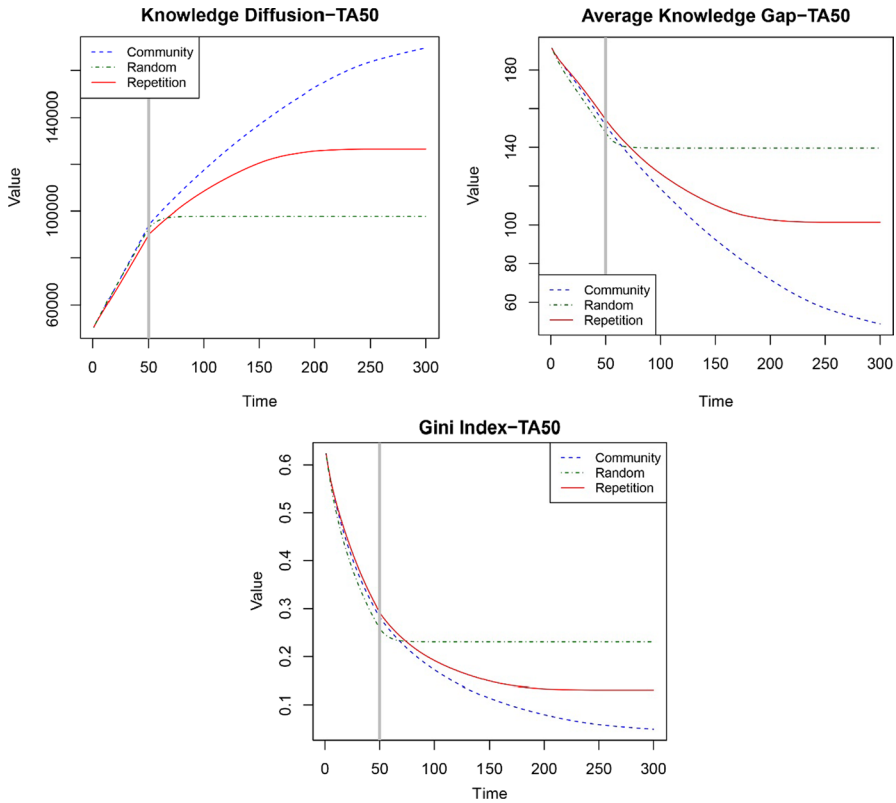 Knowledge Diffusion−TA50
Community
Random
Repetition
Value
60000
100000
140000
0 50 100 150 200 250 300
Time
Average Knowledge Gap−TA50
Value
180
140
100
80
60
Community
Random
Repetition
0 50 100 150 200 250 300
Time
Gini Index−TA50
Community
Random
Repetition
Value
0.6
0.5
0.4
0.3
0.2
0.1
0 50 100 150 200 250 300
Time